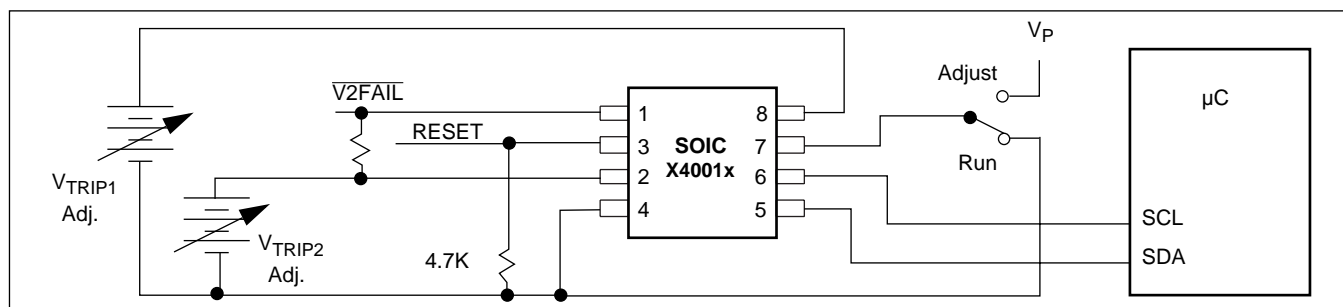 V2FAIL
RESET
V_TRIP1
Adj.
V_TRIP2
Adj.
4.7K
1
3
2
4
SOIC
X4001x
8
7
6
5
V_P
Adjust
Run
µC
SCL
SDA